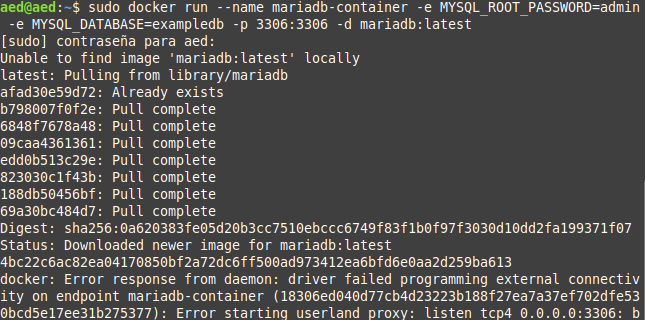 aed@aed:~$ sudo docker run --name mariadb-container -e MYSQL_ROOT_PASSWORD=admin
-e MYSQL_DATABASE=exampledb -p 3306:3306 -d mariadb:latest
[sudo] contraseña para aed:
Unable to find image 'mariadb:latest' locally
latest: Pulling from library/mariadb
afad30e59d72: Already exists
b798007f0f2e: Pull complete
6848f7678a48: Pull complete
09caa4361361: Pull complete
edd0b513c29e: Pull complete
823030c1f43b: Pull complete
188db50456bf: Pull complete
69a30bc484d7: Pull complete
Digest: sha256:0a620383fe05d20b3cc7510ebccc6749f83f1b0f97f3030d10dd2fa199371f07
Status: Downloaded newer image for mariadb:latest
4bc22c6ac82ea04170850bf2a72dc6ff500ad973412ea6bfd6e0aa2d259ba613
docker: Error response from daemon: driver failed programming external connectiv
ity on endpoint mariadb-container (18306ed040d77cb4d23223b188f27ea7a37ef702dfe53
0bcd5e17ee31b275377): Error starting userland proxy: listen tcp4 0.0.0.0:3306: b